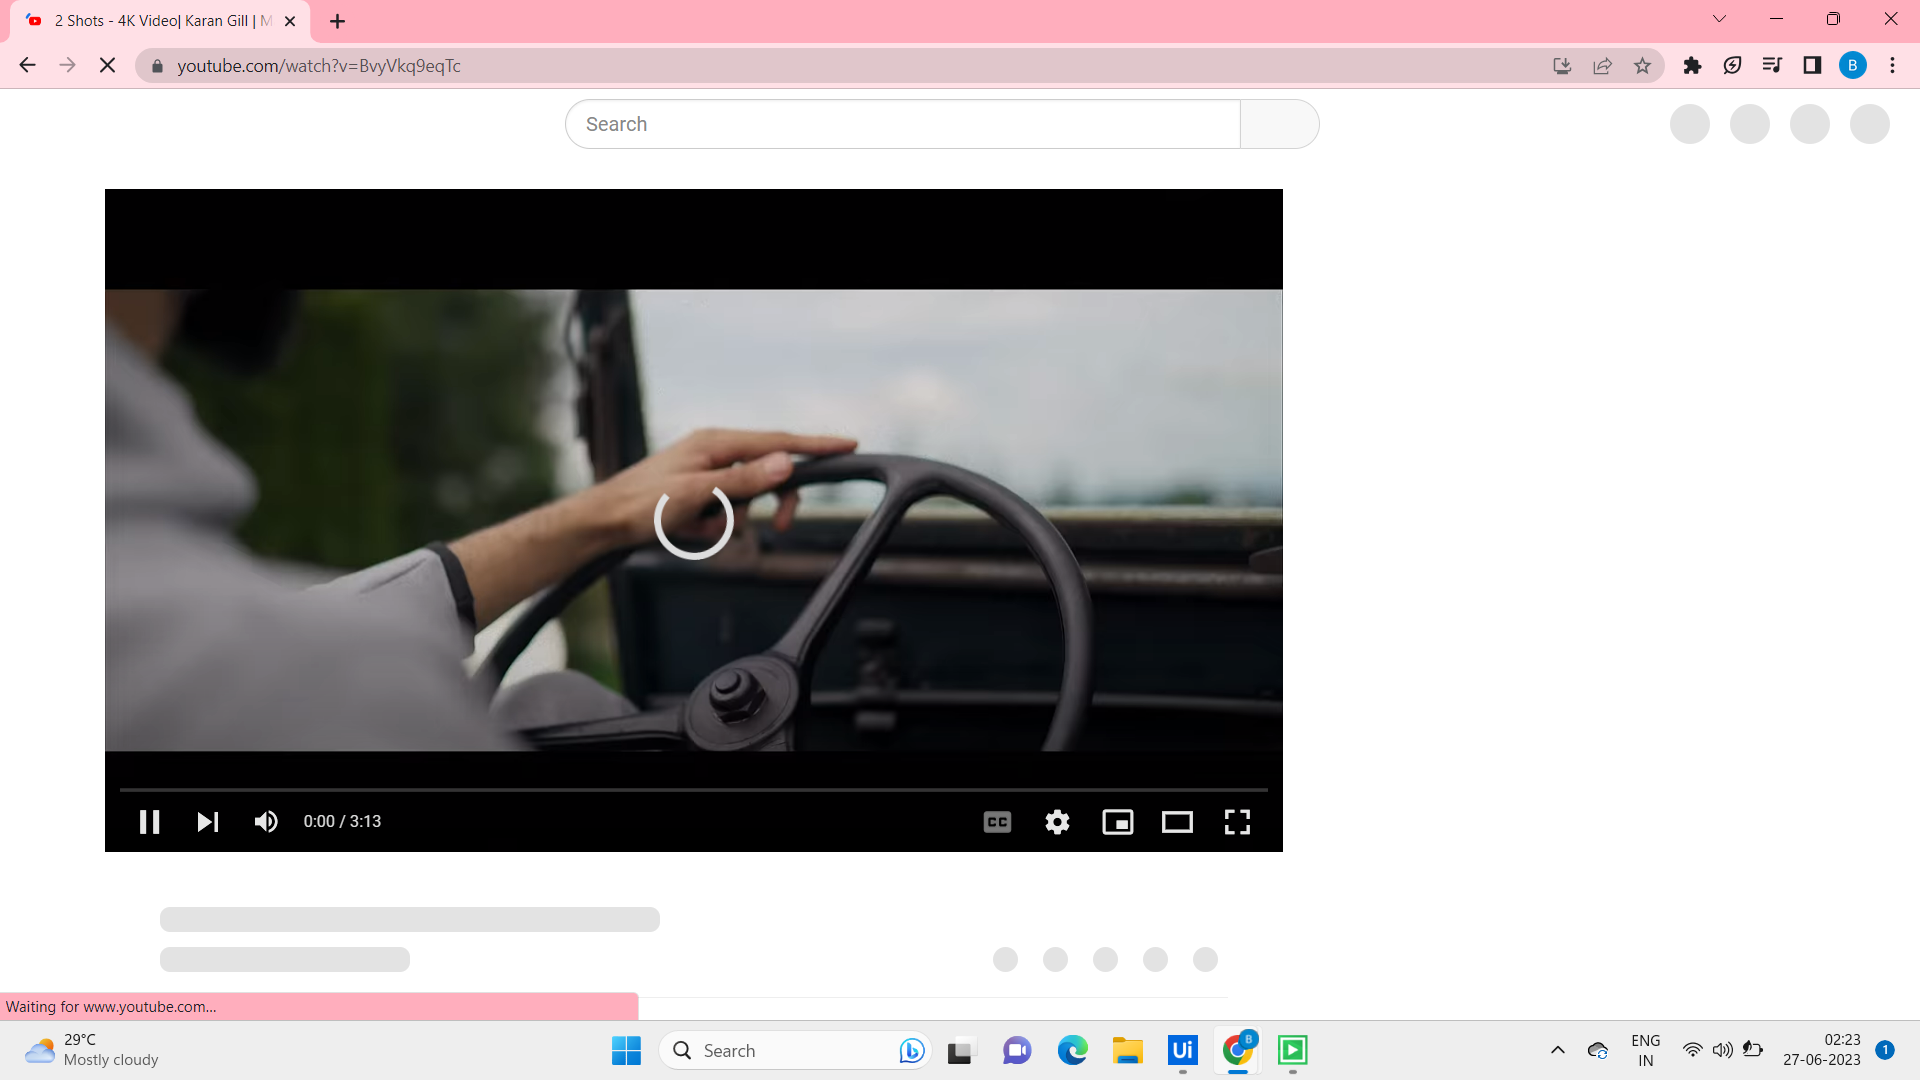 2 Shots - 4K Video| Karan Gill | M
youtube.com/watch?v=BvyVkq9eqTc
B
Search
0:00 / 3:13
CC
Waiting for www.youtube.com...
29°C
Mostly cloudy
Search
Ui
B
ENG
IN
02:23
27-06-2023
1